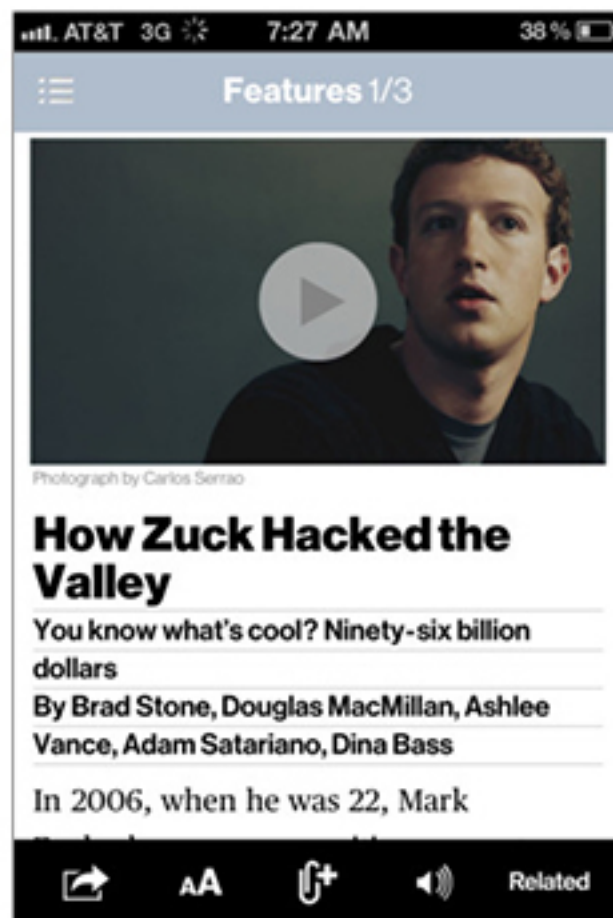 AT&T 3G 7:27 AM 38%
Features 1/3
Photograph by Carlos Serrao
How Zuck Hacked the
Valley
You know what's cool? Ninety-six billion
dollars
By Brad Stone, Douglas MacMillan, Ashlee
Vance, Adam Satariano, Dina Bass
In 2006, when he was 22, Mark
AA
Related